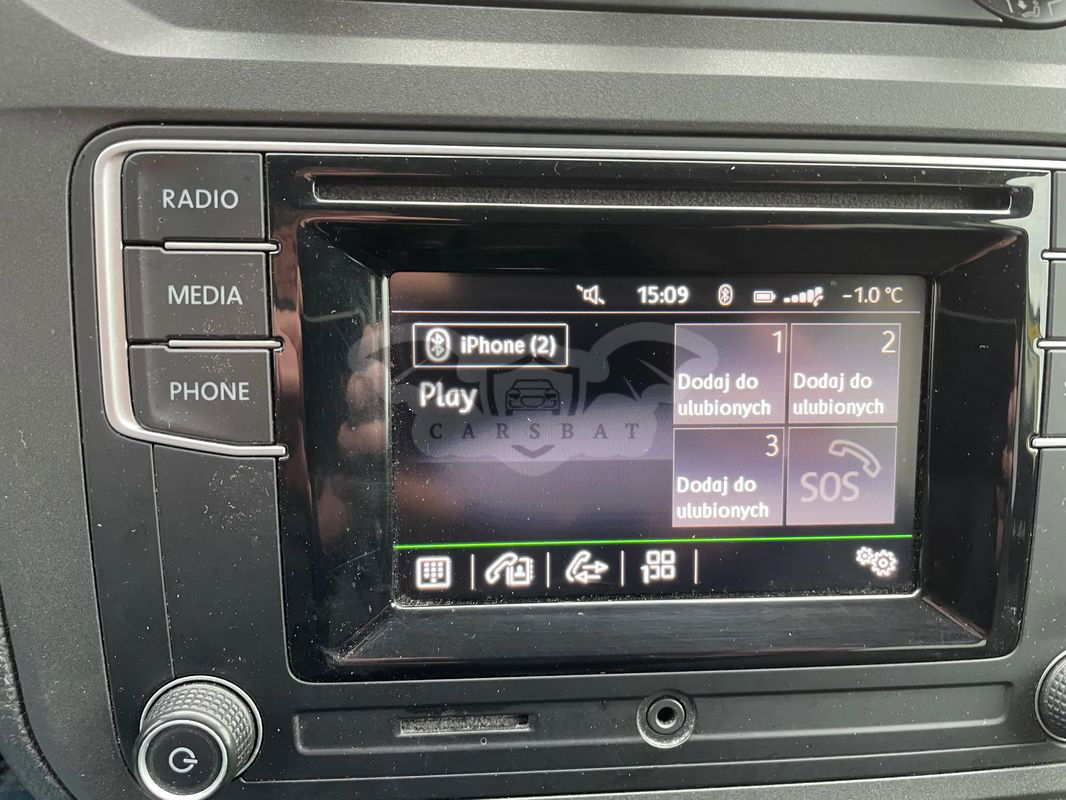 RADIO
MEDIA
PHONE
15:09
-1.0 °C
iPhone (2)
Play
1
Dodaj do
ulubionych
2
Dodaj do
ulubionych
3
Dodaj do
ulubionych
SOS
1
CARSBAT